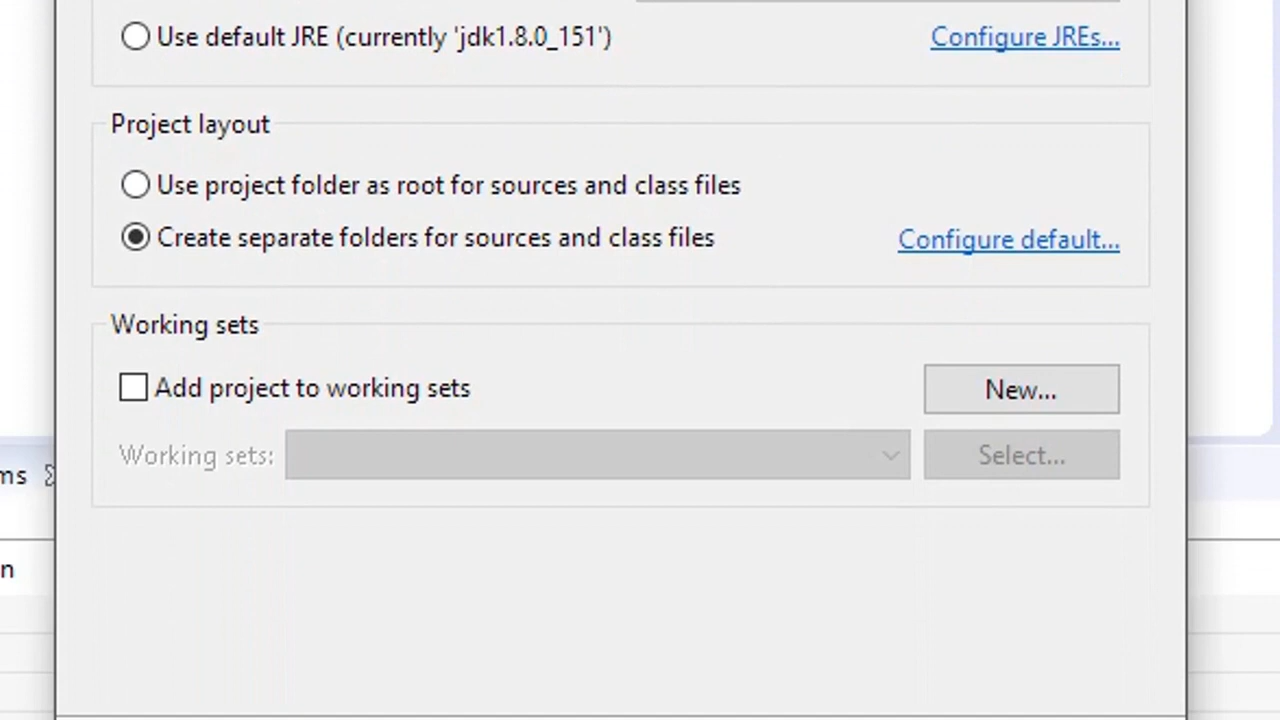 Use default JRE (currently 'jdk1.8.0_151') Configure JREs...
Project layout
Use project folder as root for sources and class files
Create separate folders for sources and class files Configure default...
Working sets
Add project to working sets New...
Working sets: Select...
ms
n